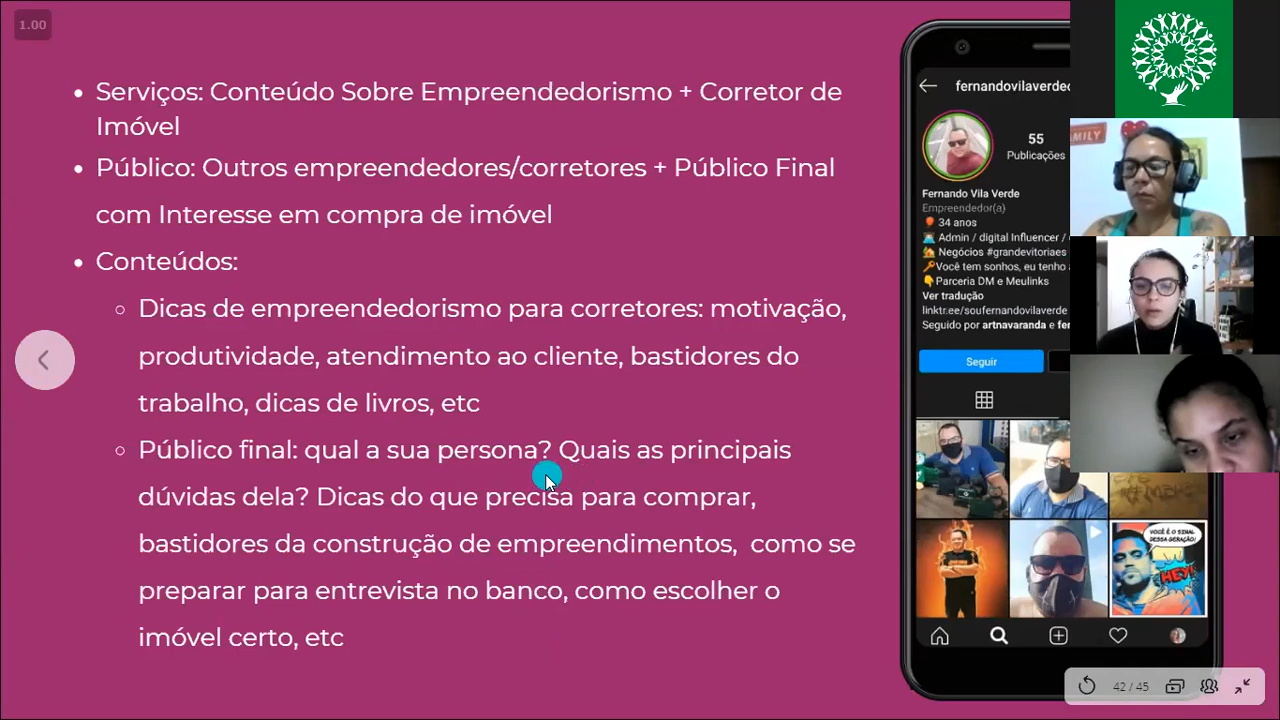 1.00
• Serviços: Conteúdo Sobre Empreendedorismo + Corretor de
Imóvel
• Público: Outros empreendedores/corretores + Público Final
com Interesse em compra de imóvel
• Conteúdos:
○ Dicas de empreendedorismo para corretores: motivação,
produtividade, atendimento ao cliente, bastidores do
trabalho, dicas de livros, etc
○ Público final: qual a sua persona? Quais as principais
dúvidas dela? Dicas do que precisa para comprar,
bastidores da construção de empreendimentos, como se
preparar para entrevista no banco, como escolher o
imóvel certo, etc
fernandovilaverdec
55
Publicações
Fernando Vila Verde
Empreendedor(a)
34 anos
Admin / digital Influencer /
Negócios #grandevitoriaes
Você tem sonhos, eu tenho a
Parceria DM e Meulinks
Ver tradução
linktr.ee/soufernandovilaverde
Seguido por artnavaranda e fer
Seguir
VOCÊ É O SINAL
DESSA GERAÇÃO!
HEY!
FAMILY
42 / 45